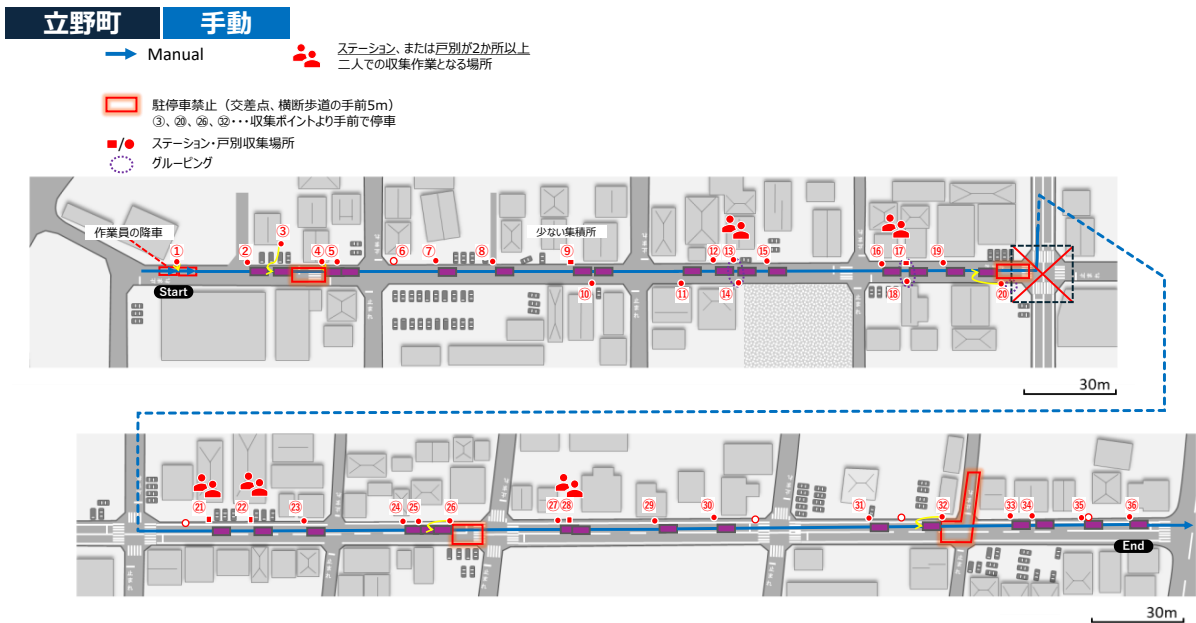 立野町
手動
Manual
ステーション、または戸別が2か所以上
二人での収集作業となる場所
駐停車禁止（交差点、横断歩道の手前5m）
③、⑳、㉖、㉜・・・収集ポイントより手前で停車
■/● ステーション・戸別収集場所
グルーピング
作業員の降車
少ない集積所
① ② ③ ④ ⑤ ⑥ ⑦ ⑧ ⑨ ⑫ ⑬ ⑮ ⑯ ⑰ ⑲
Start
⑩ ⑪ ⑭ ⑱ ⑳
30m
㉑ ㉒ ㉓ ㉔ ㉕ ㉖ ㉗ ㉘ ㉙ ㉚ ㉛ ㉜ ㉝ ㉞ ㉟ ㊱
End
30m